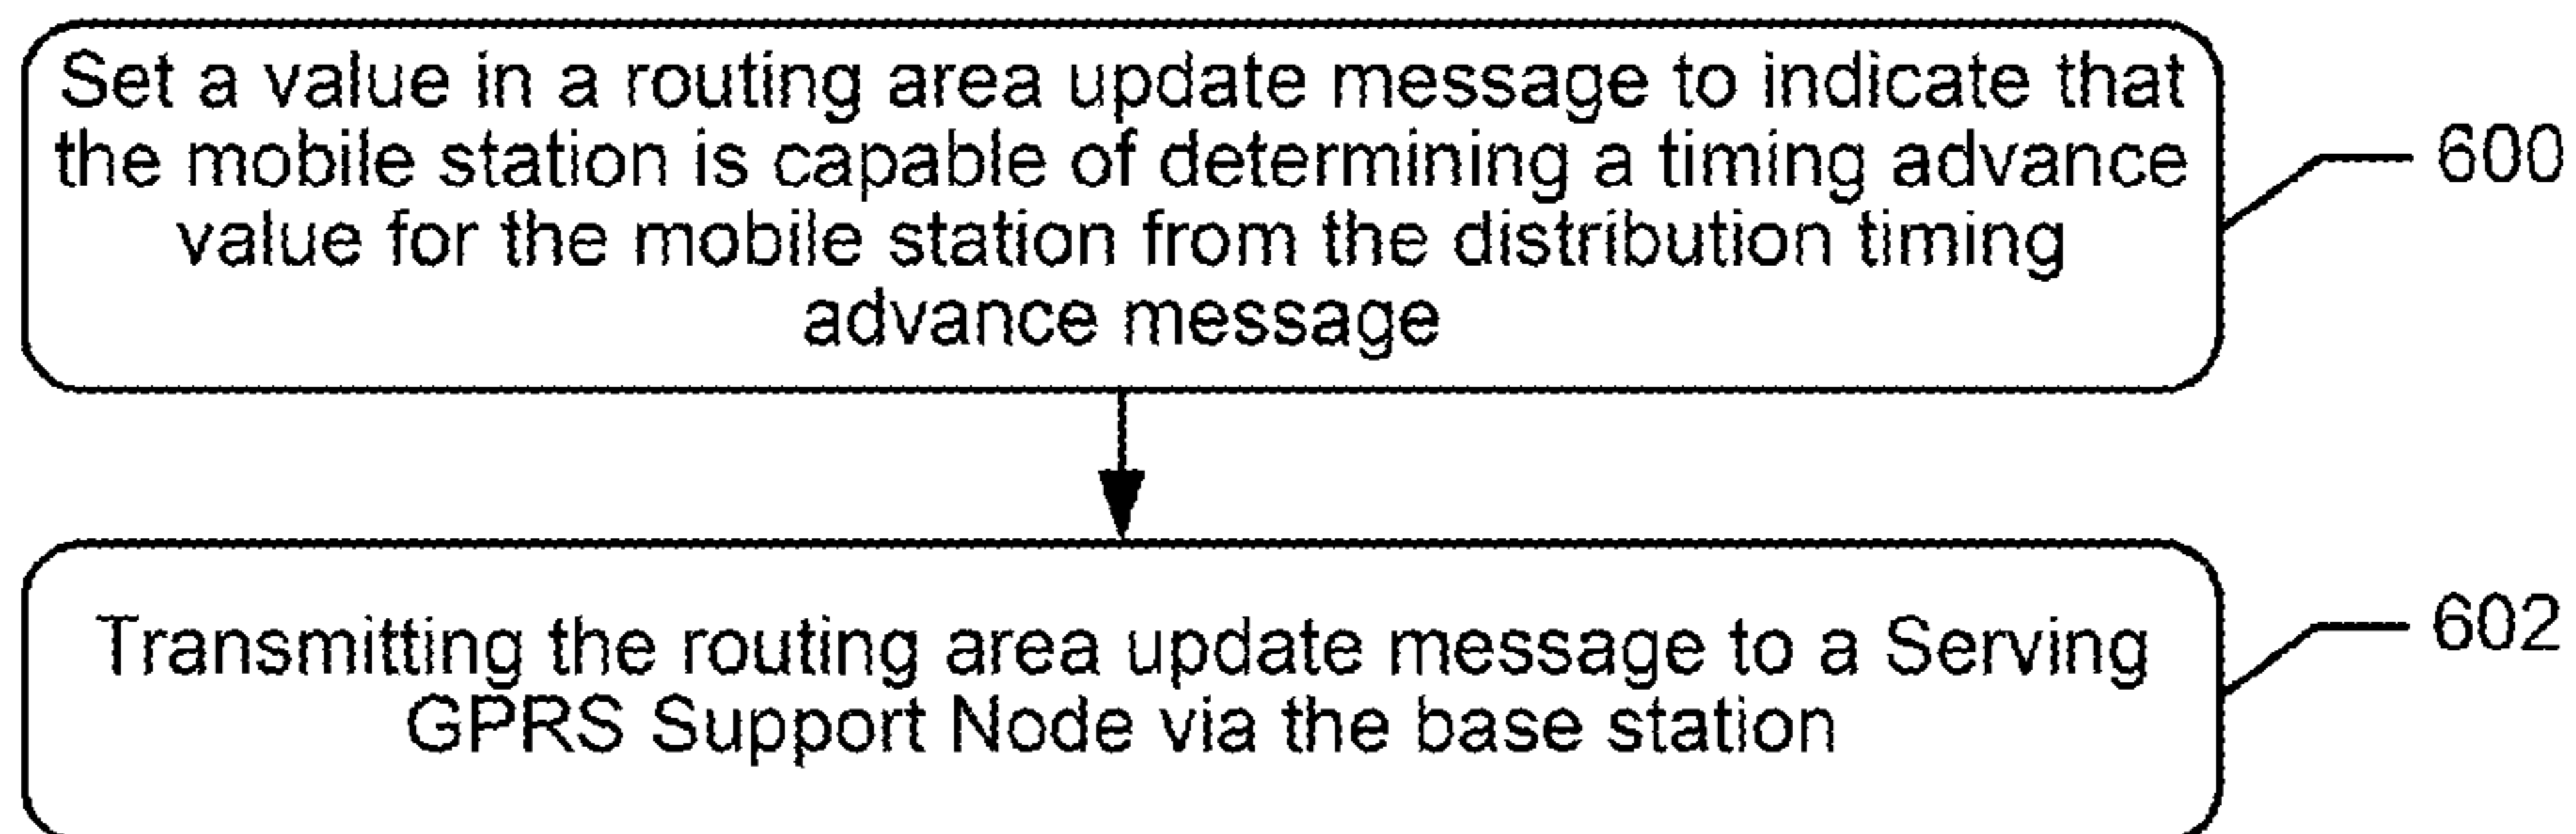 Set a value in a routing area update message to indicate that
the mobile station is capable of determining a timing advance
value for the mobile station from the distribution timing
advance message
600
Transmitting the routing area update message to a Serving
GPRS Support Node via the base station
602